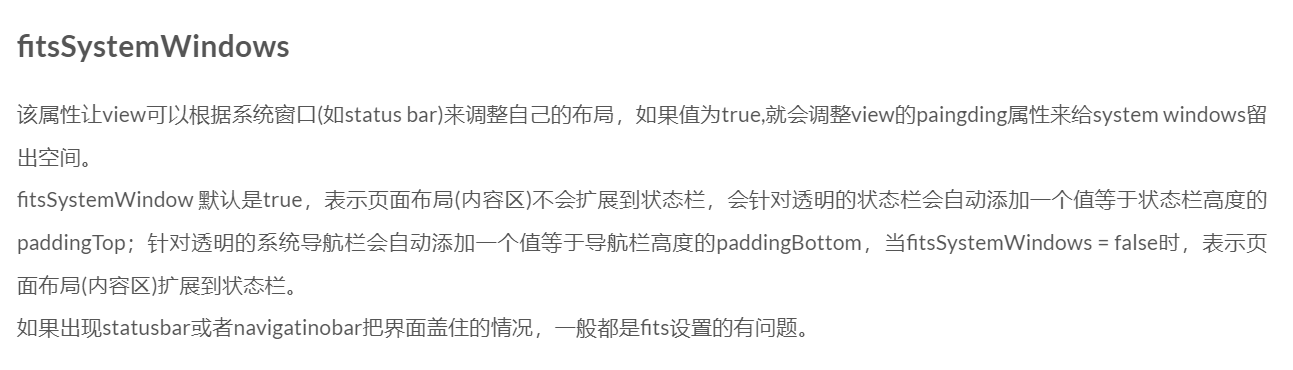 fitsSystemWindows
该属性让view可以根据系统窗口(如status bar)来调整自己的布局，如果值为true,就会调整view的paingding属性来给system windows留
出空间。
fitsSystemWindow 默认是true，表示页面布局(内容区)不会扩展到状态栏，会针对透明的状态栏会自动添加一个值等于状态栏高度的
paddingTop；针对透明的系统导航栏会自动添加一个值等于导航栏高度的paddingBottom，当fitsSystemWindows = false时，表示页
面布局(内容区)扩展到状态栏。
如果出现statusbar或者navigatinobar把界面盖住的情况，一般都是fits设置的有问题。